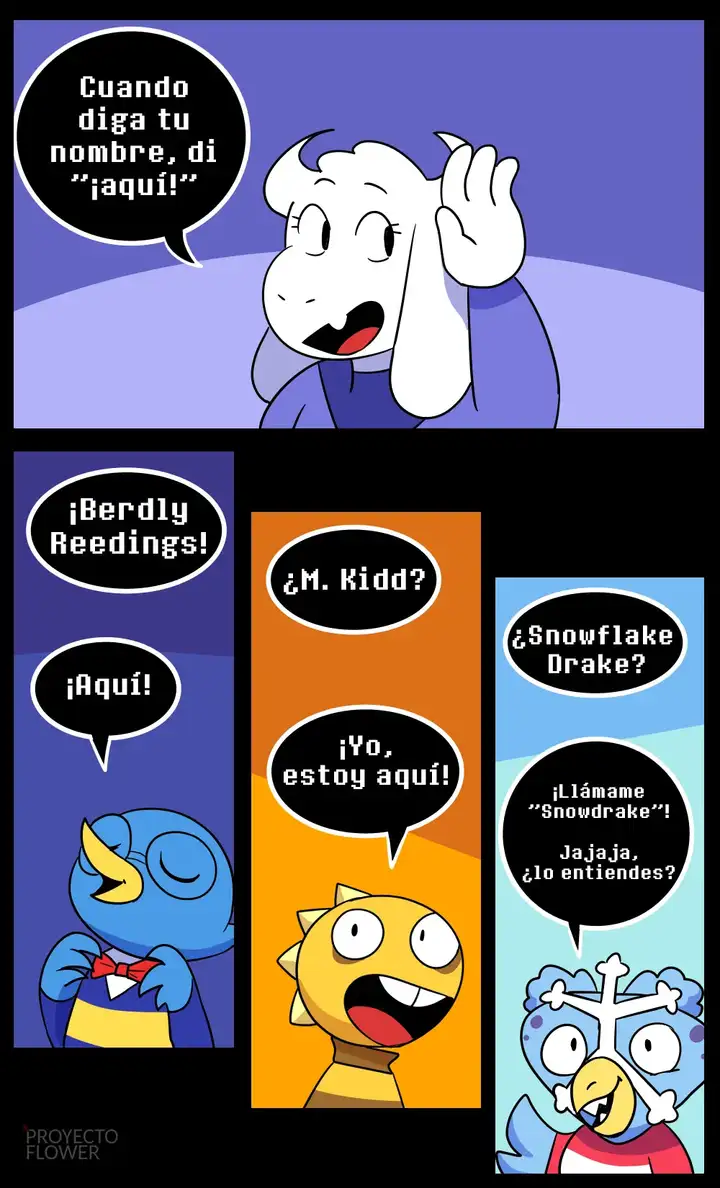 Cuando
diga tu
nombre, di
"¡aquí!"
¡Berdly
Reedings!
¡Aquí!
¿M. Kidd?
¡Yo,
estoy aquí!
¿Snowflake
Drake?
¡Llámame
"Snowdrake"!
Jajaja,
¿lo entiendes?
PROYECTO
FLOWER